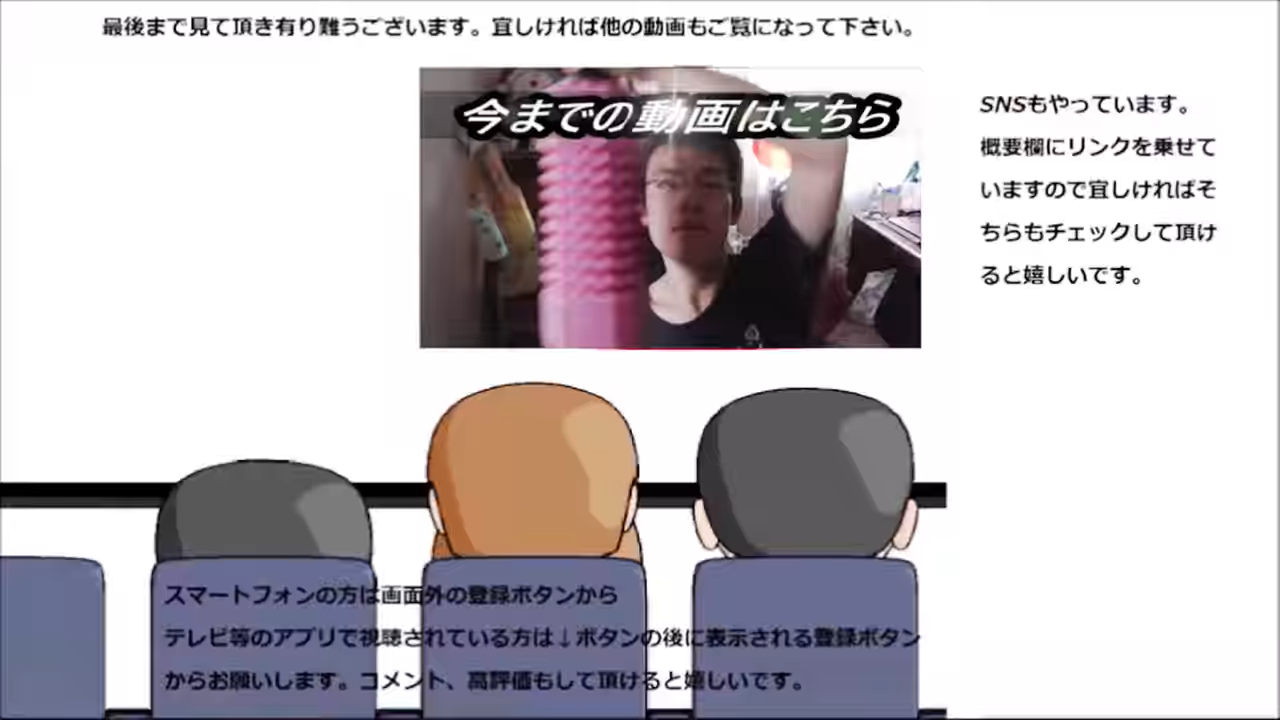 最後まで見て頂き有り難うございます。宜しければ他の動画もご覧になって下さい。
今までの動画はこちら
SNSもやっています。
概要欄にリンクを乗せて
いますので宜しければそ
ちらもチェックして頂け
ると嬉しいです。
スマートフォンの方は画面外の登録ボタンから
テレビ等のアプリで視聴されている方は↓ボタンの後に表示される登録ボタン
からお願いします。コメント、高評価もして頂けると嬉しいです。